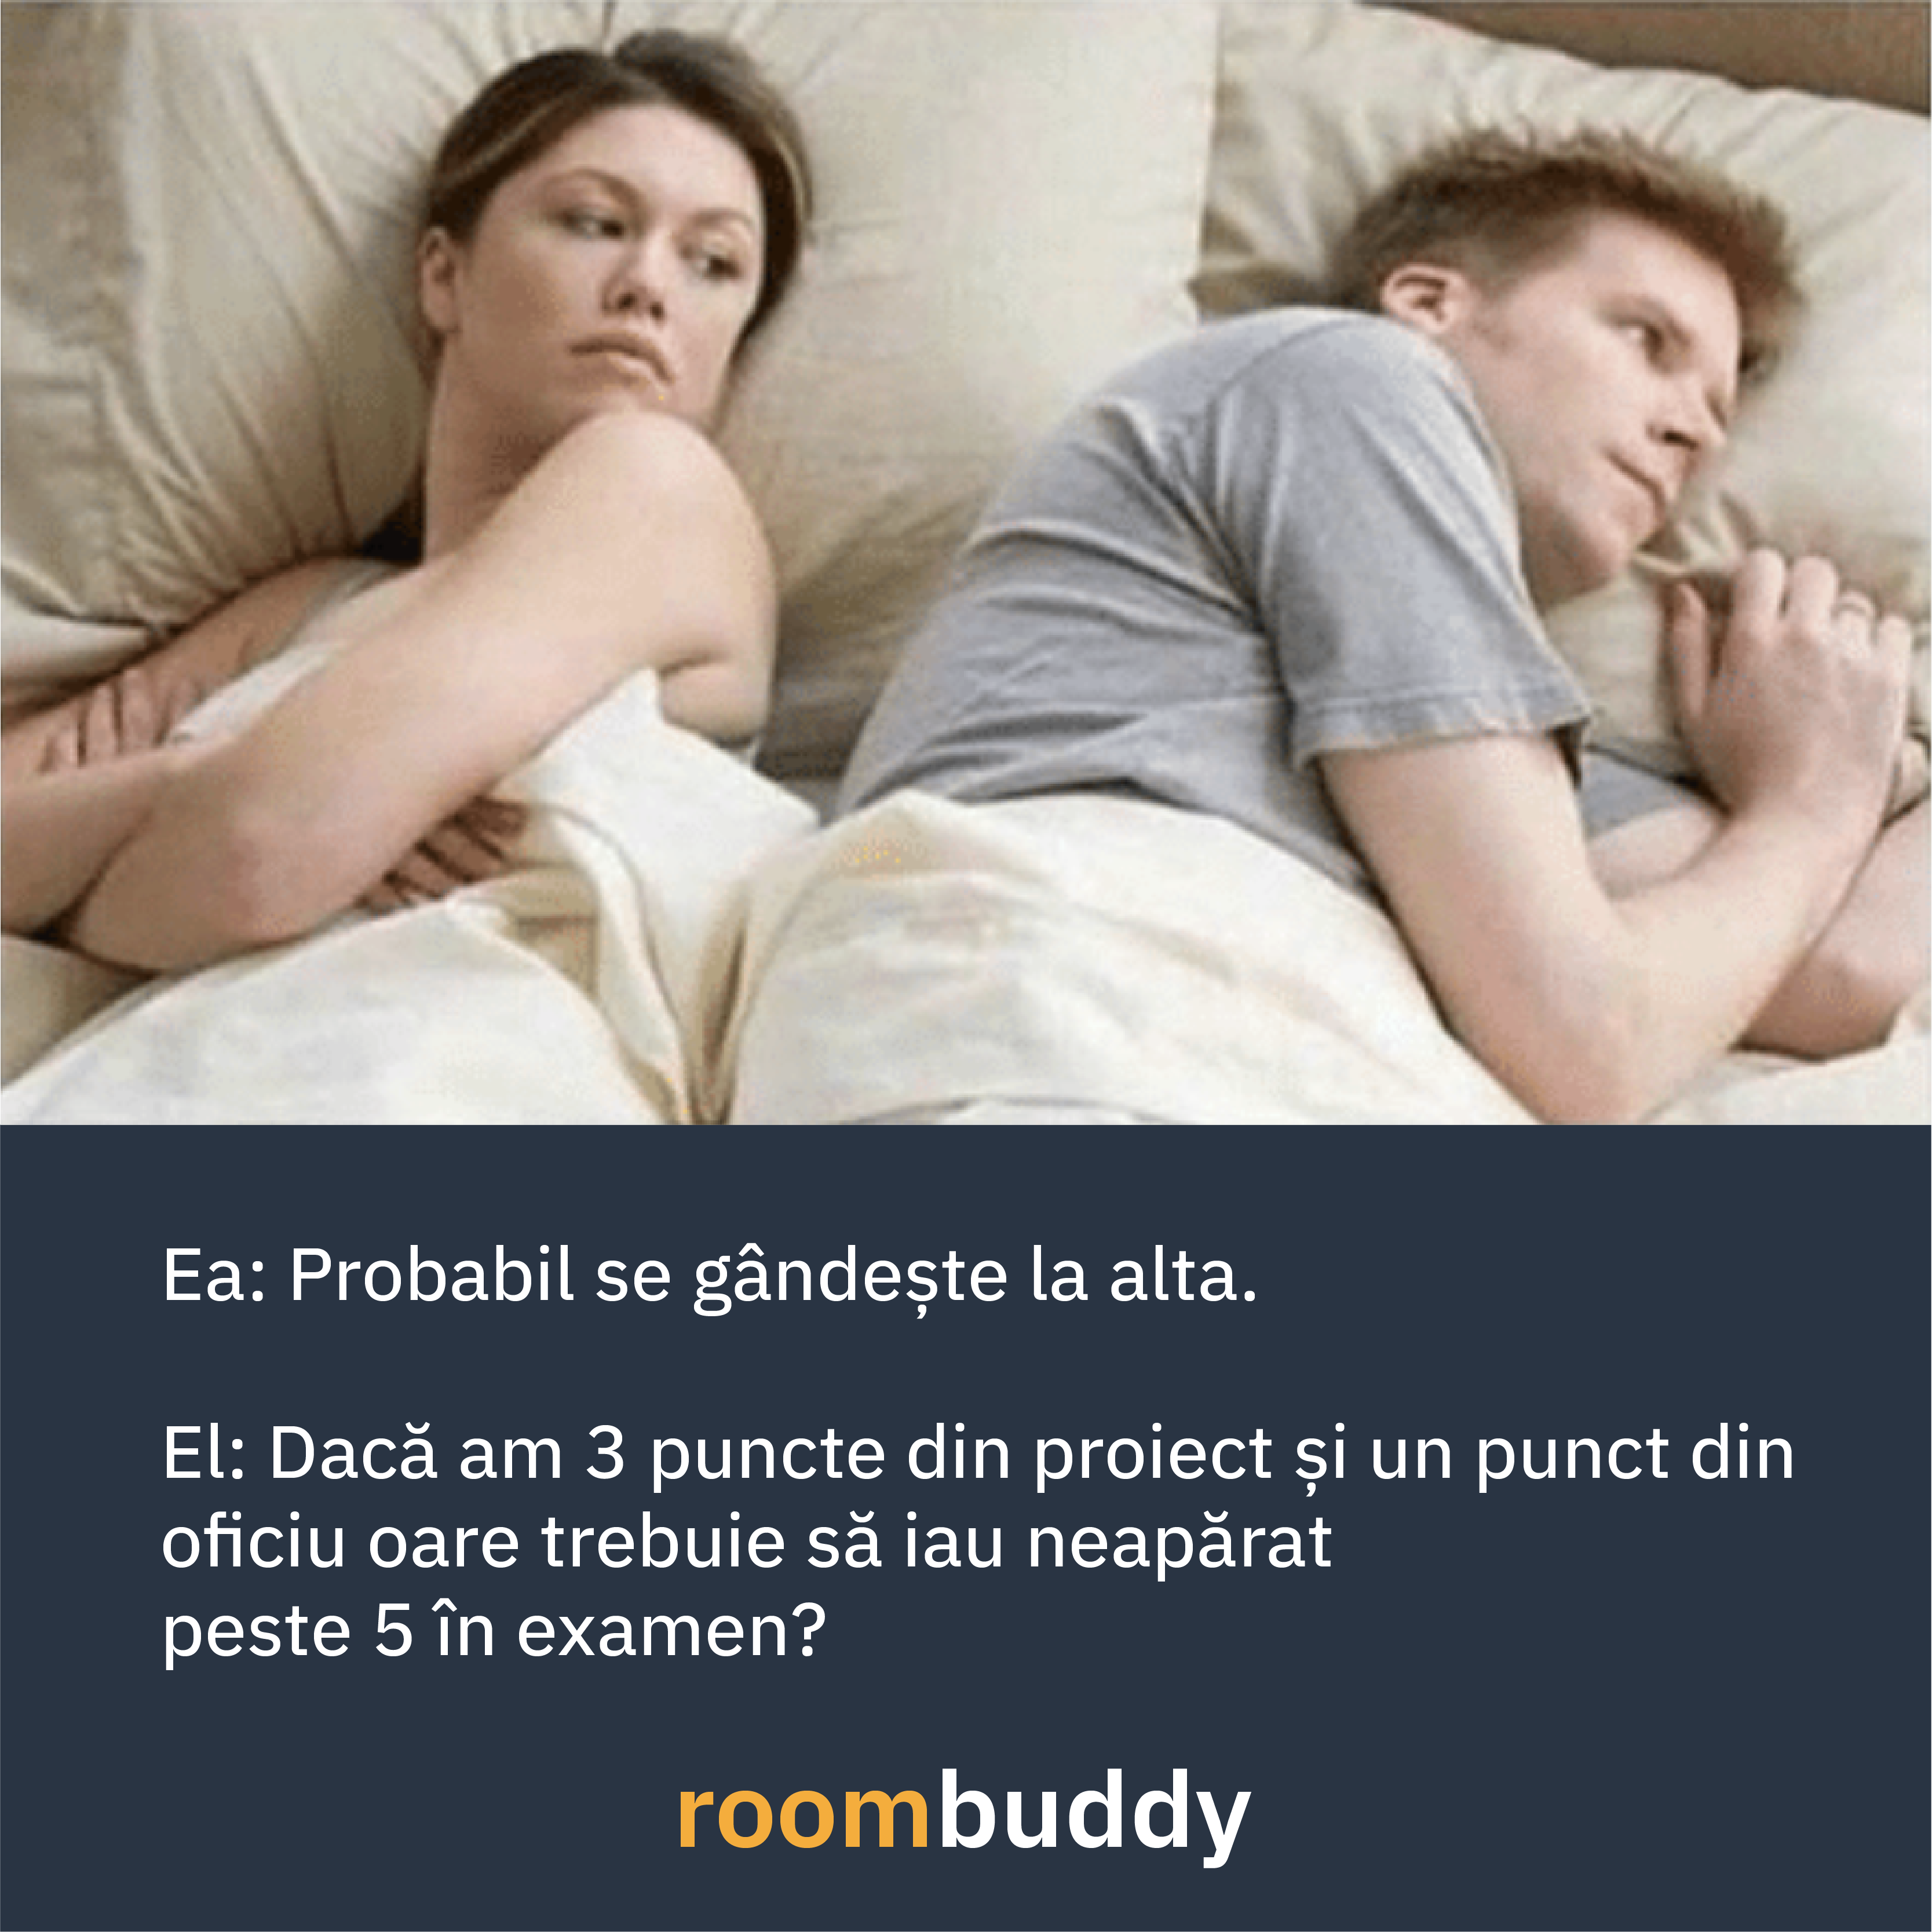 Ea: Probabil se gândește la alta.
El: Dacă am 3 puncte din proiect și un punct din
oficiu oare trebuie să iau neapărat
peste 5 în examen?
roombuddy